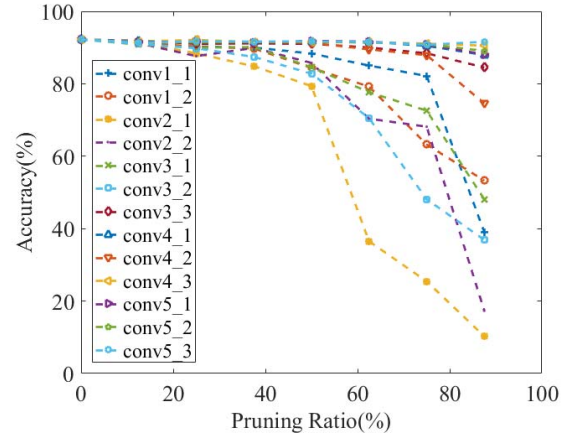 100
80
60
40
20
0
Accuracy(%)
conv1_1
conv1_2
conv2_1
conv2_2
conv3_1
conv3_2
conv3_3
conv4_1
conv4_2
conv4_3
conv5_1
conv5_2
conv5_3
0 20 40 60 80 100
Pruning Ratio(%)